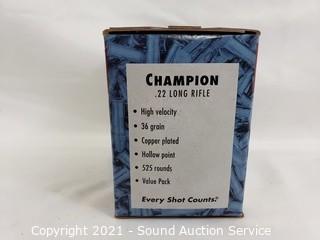 CHAMPION
.22 LONG RIFLE
• High velocity
• 36 grain
• Copper plated
• Hollow point
• 525 rounds
• Value Pack
Every Shot Counts.
Copyright 2021 - Sound Auction Service